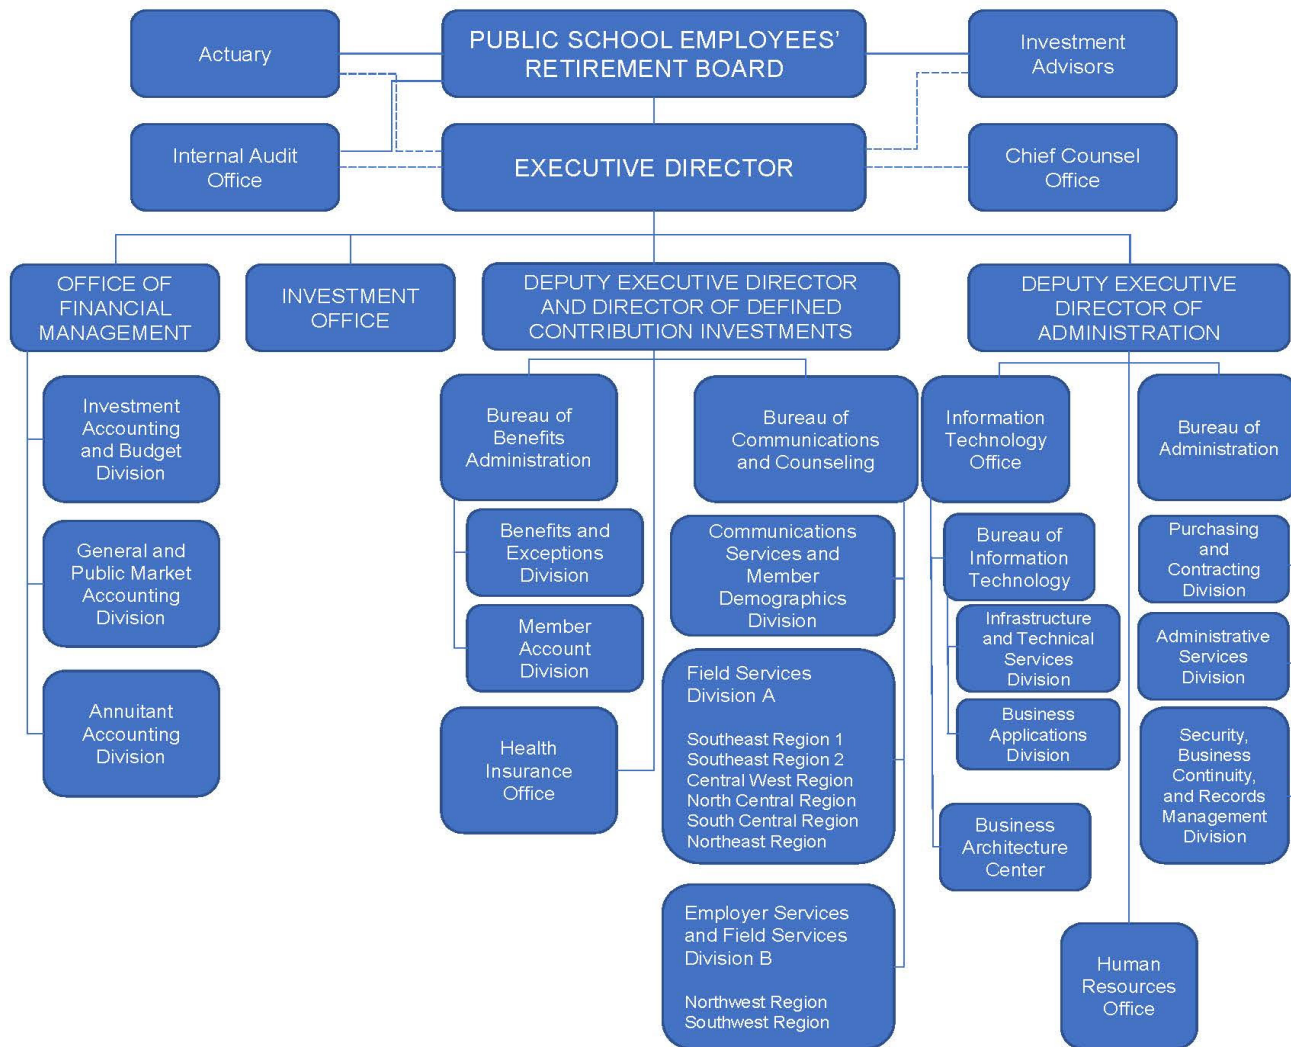 Actuary
PUBLIC SCHOOL EMPLOYEES’
RETIREMENT BOARD
Investment
Advisors
Internal Audit
Office
EXECUTIVE DIRECTOR
Chief Counsel
Office
OFFICE OF
FINANCIAL
MANAGEMENT
INVESTMENT
OFFICE
DEPUTY EXECUTIVE DIRECTOR
AND DIRECTOR OF DEFINED
CONTRIBUTION INVESTMENTS
DEPUTY EXECUTIVE
DIRECTOR OF
ADMINISTRATION
Investment
Accounting
and Budget
Division
General and
Public Market
Accounting
Division
Annuitant
Accounting
Division
Bureau of
Benefits
Administration
Benefits and
Exceptions
Division
Member
Account
Division
Health
Insurance
Office
Bureau of
Communications
and Counseling
Communications
Services and
Member
Demographics
Division
Field Services
Division A
Southeast Region 1
Southeast Region 2
Central West Region
North Central Region
South Central Region
Northeast Region
Employer Services
and Field Services
Division B
Northwest Region
Southwest Region
Information
Technology
Office
Bureau of
Information
Technology
Infrastructure
and Technical
Services
Division
Business
Applications
Division
Business
Architecture
Center
Bureau of
Administration
Purchasing
and
Contracting
Division
Administrative
Services
Division
Security,
Business
Continuity,
and Records
Management
Division
Human
Resources
Office